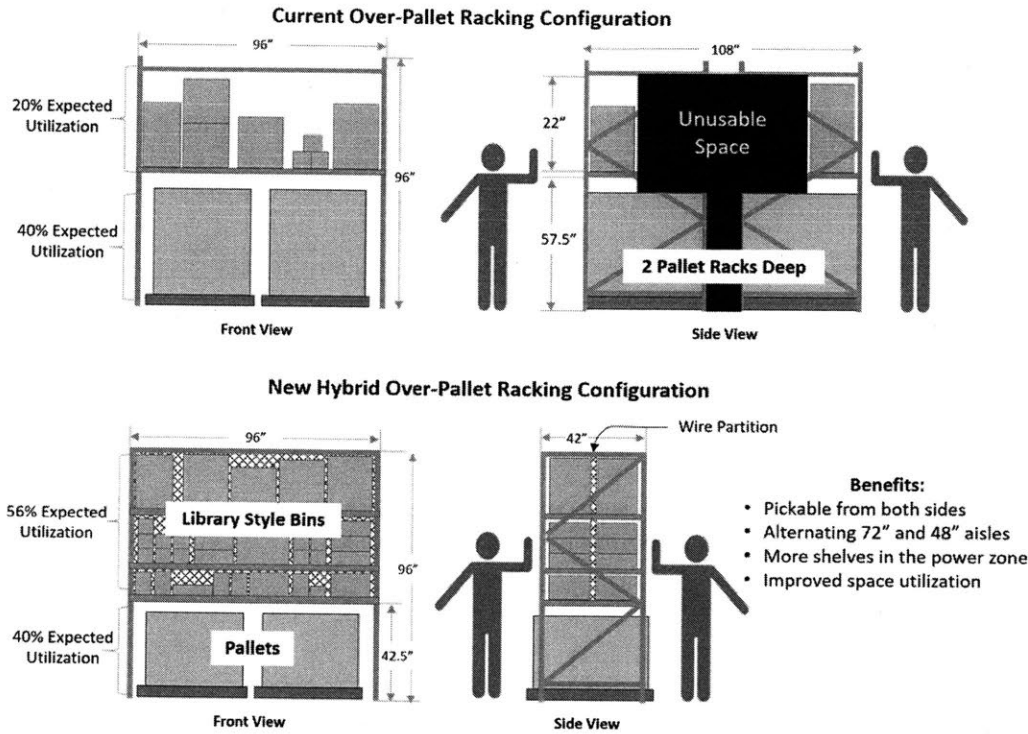 Current Over-Pallet Racking Configuration
96”
108”
20% Expected
Utilization
22”
Unusable
Space
96”
40% Expected
Utilization
57.5”
2 Pallet Racks Deep
Front View
Side View
New Hybrid Over-Pallet Racking Configuration
96”
42”
Wire Partition
56% Expected
Utilization
Library Style Bins
96”
Benefits:
• Pickable from both sides
• Alternating 72” and 48” aisles
• More shelves in the power zone
• Improved space utilization
40% Expected
Utilization
Pallets
42.5”
Front View
Side View